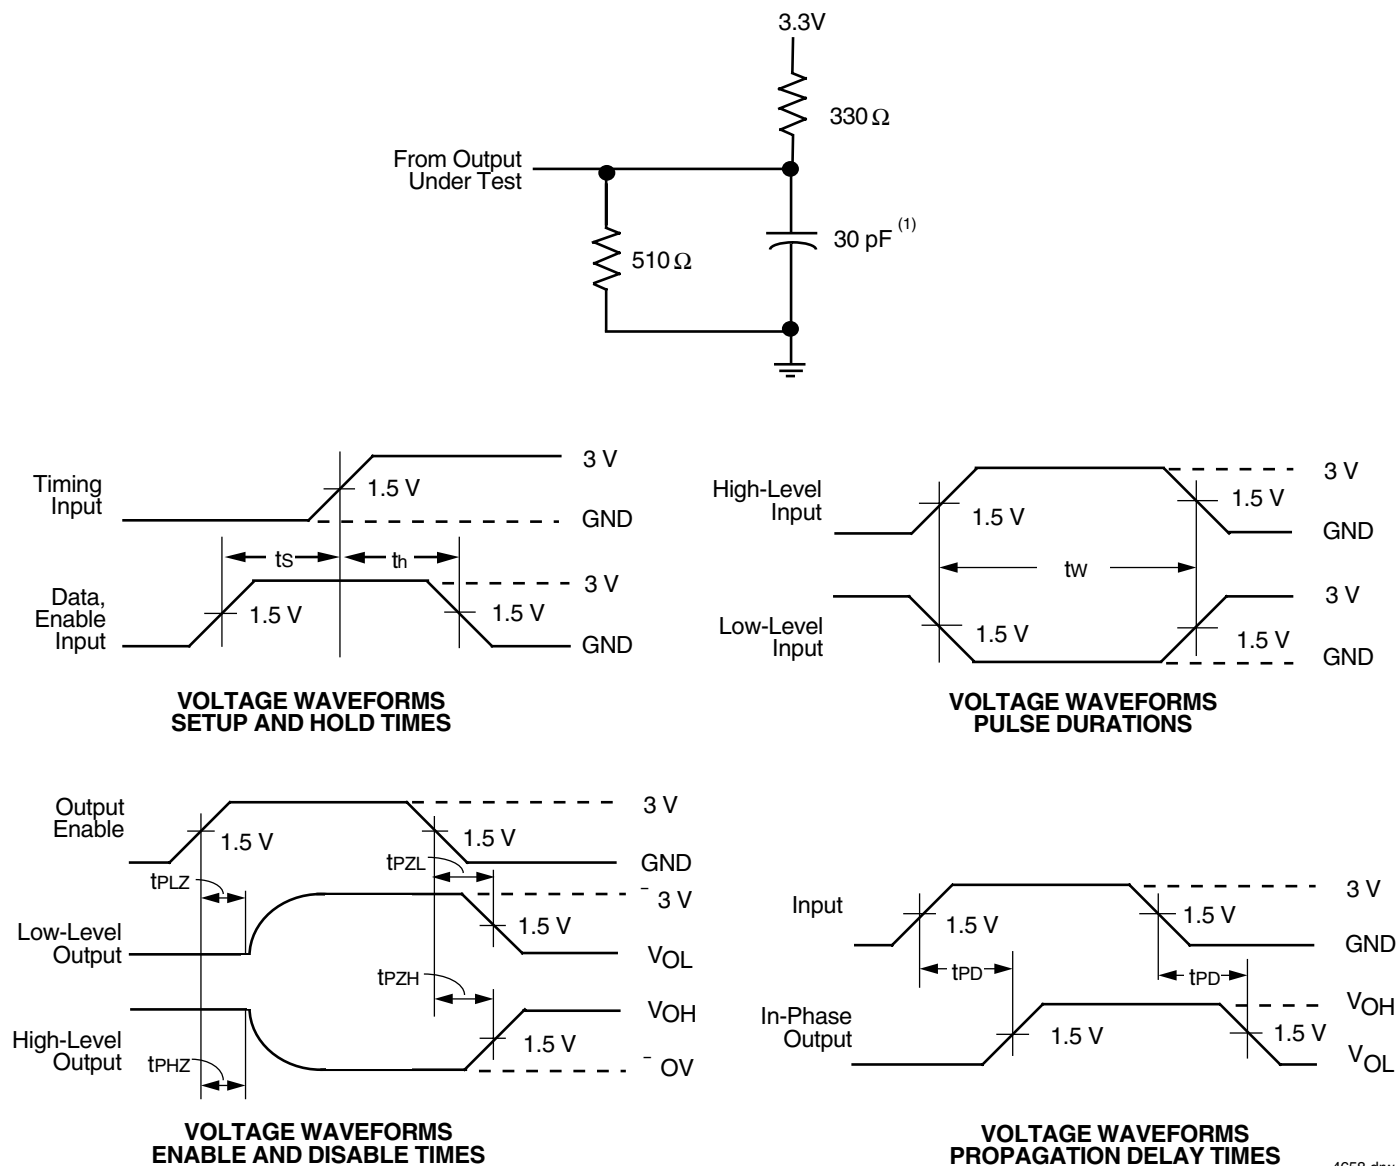 3.3V
330 Ω
From Output
Under Test
510 Ω
30 pF (1)
Timing
Input
1.5 V
3 V
GND
tS
th
Data,
Enable
Input
1.5 V
1.5 V
3 V
GND
VOLTAGE WAVEFORMS
SETUP AND HOLD TIMES
High-Level
Input
1.5 V
1.5 V
3 V
GND
tW
Low-Level
Input
1.5 V
1.5 V
3 V
GND
VOLTAGE WAVEFORMS
PULSE DURATIONS
Output
Enable
1.5 V
1.5 V
3 V
GND
tPLZ
tPZL
Low-Level
Output
1.5 V
¯ 3 V
VOL
tPZH
High-Level
Output
tPHZ
1.5 V
VOH
¯ OV
VOLTAGE WAVEFORMS
ENABLE AND DISABLE TIMES
Input
1.5 V
1.5 V
3 V
GND
tPD
tPD
In-Phase
Output
1.5 V
1.5 V
VOH
VOL
VOLTAGE WAVEFORMS
PROPAGATION DELAY TIMES